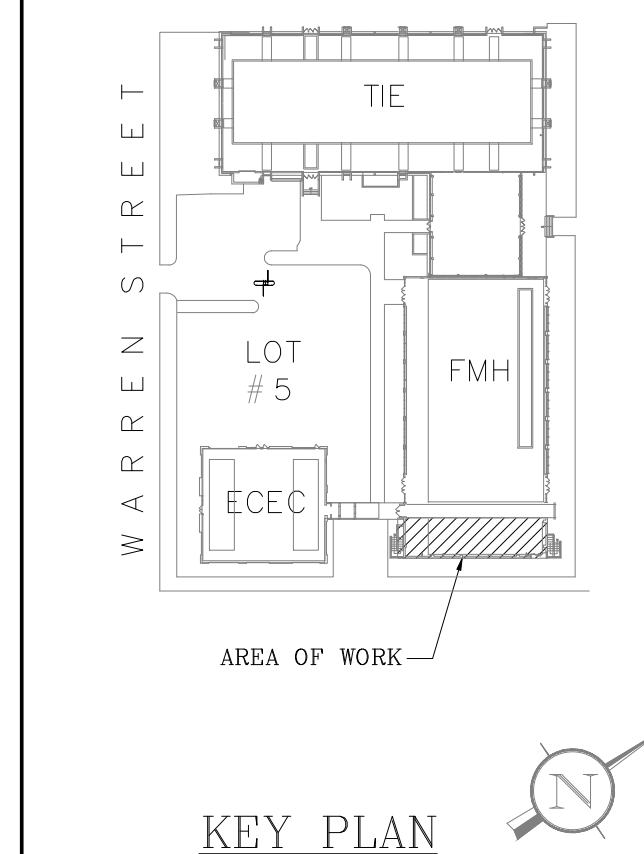 TIE
WARREN STREET
LOT
# 5
FMH
ECEC
AREA OF WORK
N
KEY PLAN